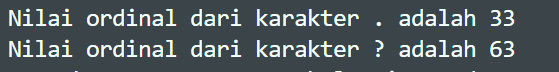 Nilai ordinal dari karakter . adalah 33
Nilai ordinal dari karakter ? adalah 63